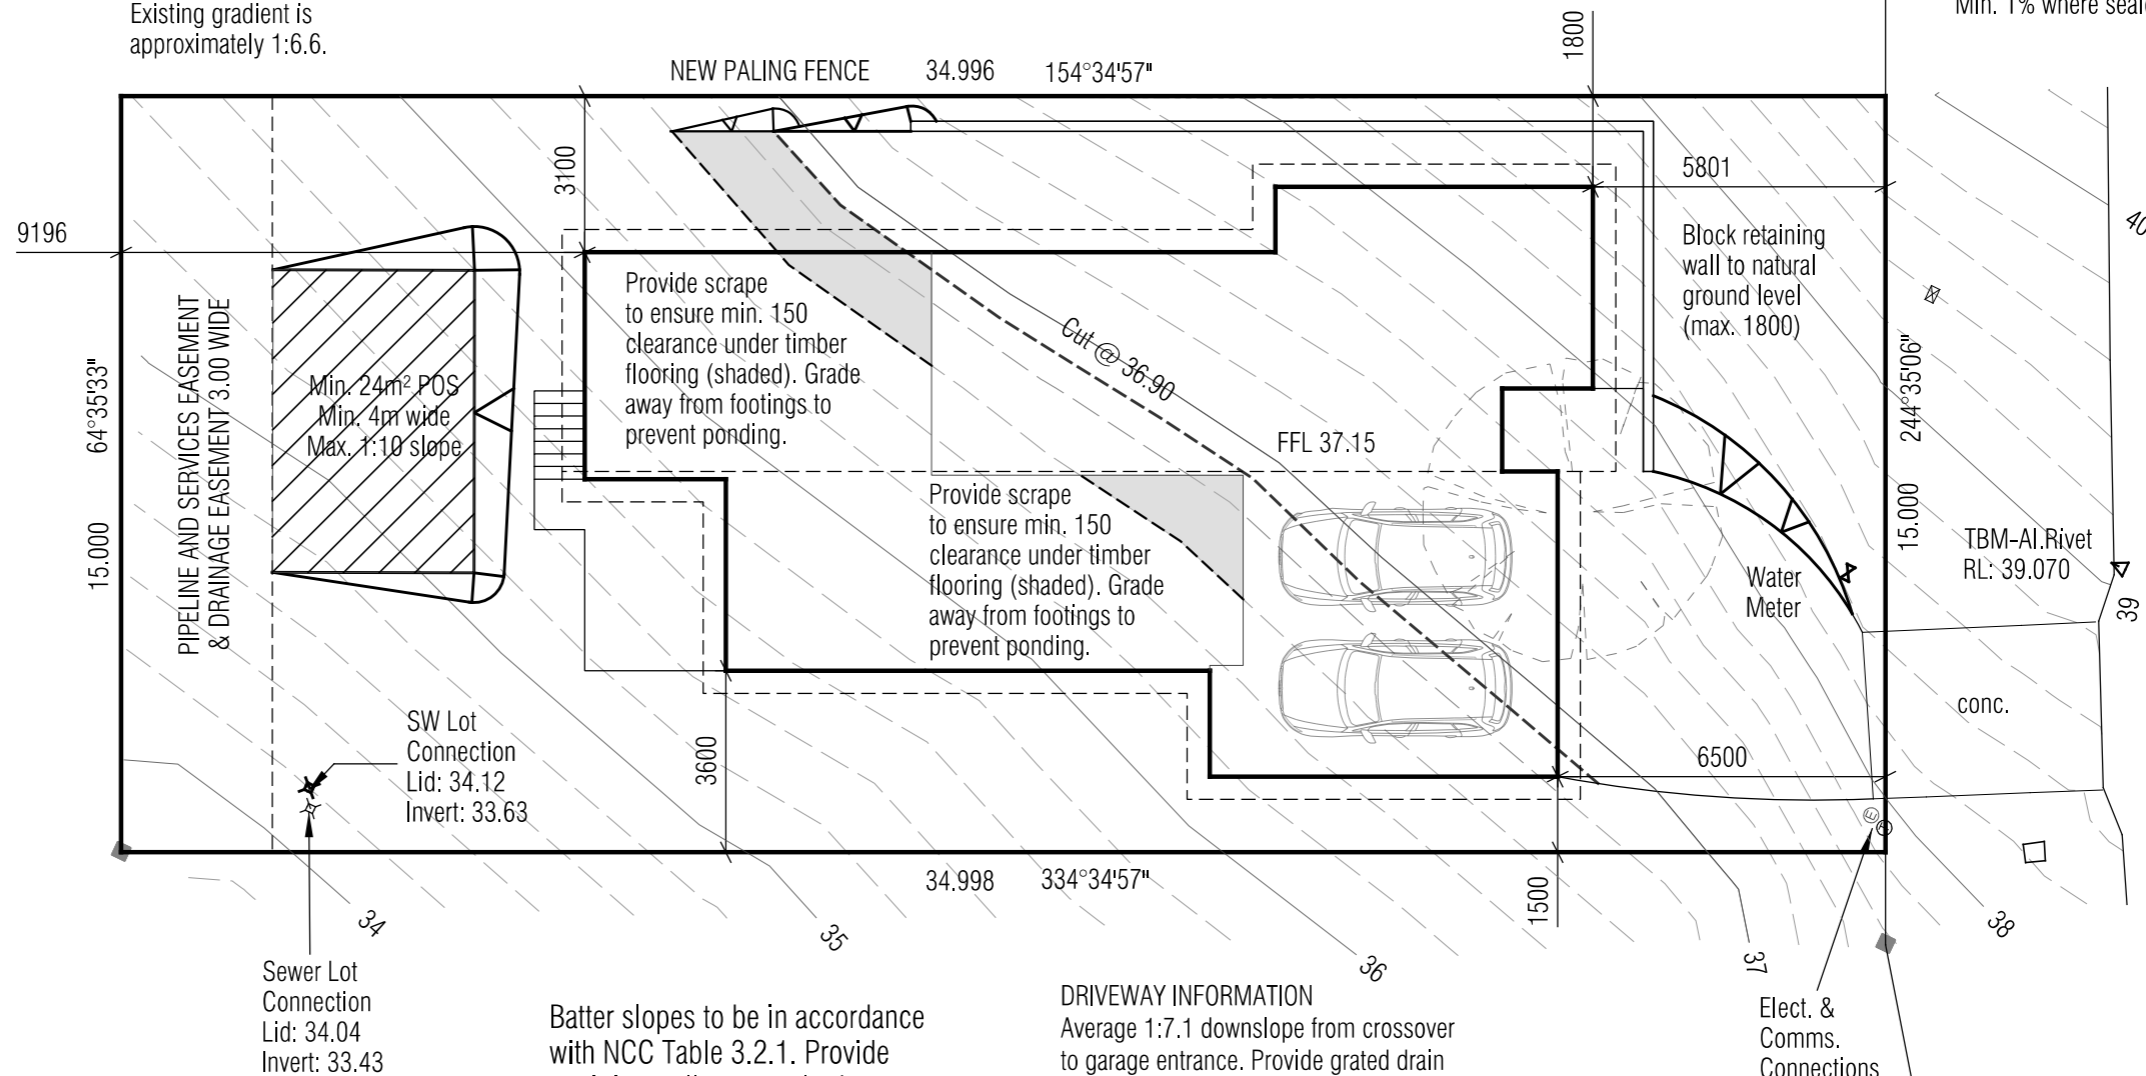 Existing gradient is
approximately 1:6.6.
1800
Min. 1% where
NEW PALING FENCE 34.996 154°34'57"
3100
5801
9196
40
Block retaining
wall to natural
ground level
(max. 1800)
Provide scrape
to ensure min. 150
clearance under timber
flooring (shaded). Grade
away from footings to
prevent ponding.
Cut @ 36.90
PIPELINE AND SERVICES EASEMENT
& DRAINAGE EASEMENT 3.00 WIDE
64°35'33"
15.000
Min. 24m² POS
Min. 4m wide
Max. 1:10 slope
FFL 37.15
244°35'06"
15.000
Provide scrape
to ensure min. 150
clearance under timber
flooring (shaded). Grade
away from footings to
prevent ponding.
TBM-Al.Rivet
RL: 39.070
39
Water
Meter
conc.
SW Lot
Connection
Lid: 34.12
Invert: 33.63
3600
6500
E
34.998 334°34'57"
1500
34
35
36
37
38
Sewer Lot
Connection
Lid: 34.04
Invert: 33.43
Batter slopes to be in accordance
with NCC Table 3.2.1. Provide
DRIVEWAY INFORMATION
Average 1:7.1 downslope from crossover
to garage entrance. Provide grated drain
Elect. &
Comms.
Connections